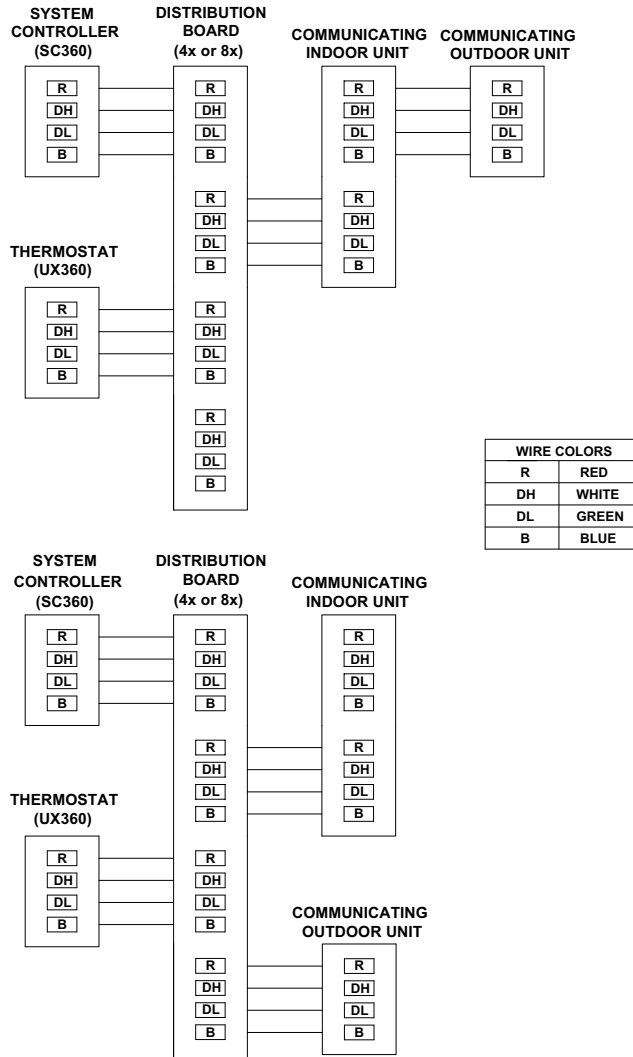 SYSTEM
CONTROLLER
(SC360)
R
DH
DL
B
DISTRIBUTION
BOARD
(4x or 8x)
R
DH
DL
B
R
DH
DL
B
R
DH
DL
B
R
DH
DL
B
COMMUNICATING
INDOOR UNIT
R
DH
DL
B
R
DH
DL
B
COMMUNICATING
OUTDOOR UNIT
R
DH
DL
B
THERMOSTAT
(UX360)
R
DH
DL
B
WIRE COLORS
R RED
DH WHITE
DL GREEN
B BLUE
SYSTEM
CONTROLLER
(SC360)
R
DH
DL
B
DISTRIBUTION
BOARD
(4x or 8x)
R
DH
DL
B
R
DH
DL
B
R
DH
DL
B
R
DH
DL
B
COMMUNICATING
INDOOR UNIT
R
DH
DL
B
R
DH
DL
B
THERMOSTAT
(UX360)
R
DH
DL
B
COMMUNICATING
OUTDOOR UNIT
R
DH
DL
B